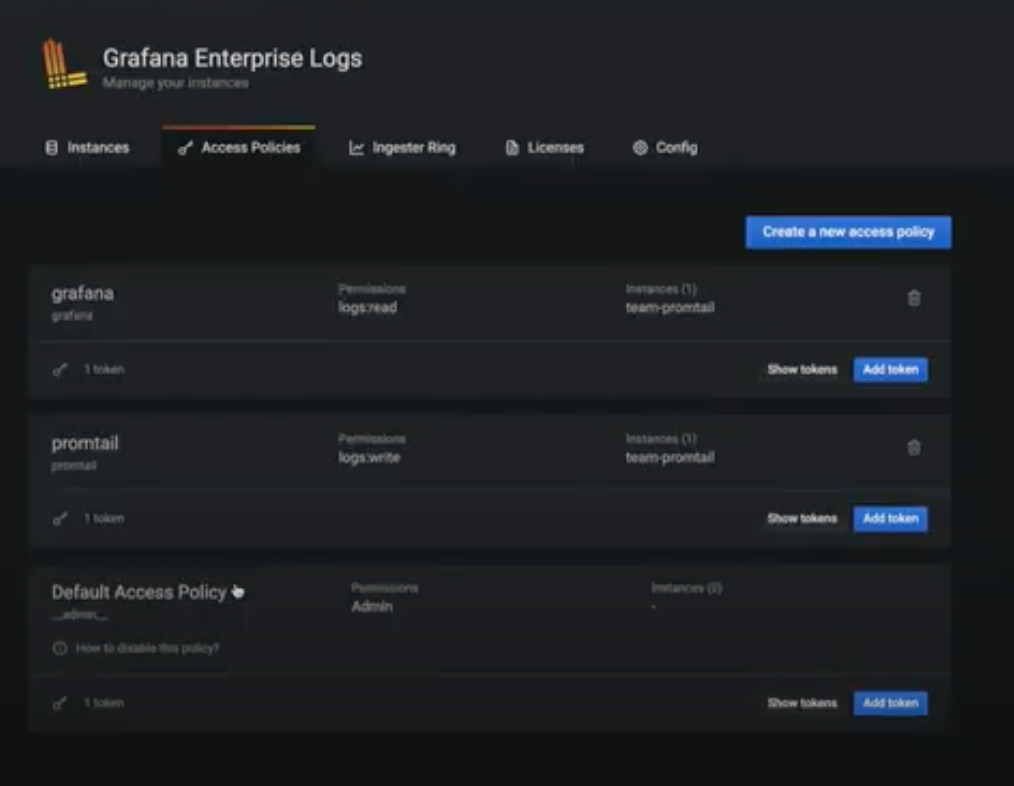 Grafana Enterprise Logs
Manage your instances
Instances Access Policies Ingester Ring Licenses Config
Create a new access policy
grafana Permissions Instances (1)
grafana logs:read team-promtail
1 token Show tokens Add token
promtail Permissions Instances (1)
promtail logs:write team-promtail
1 token Show tokens Add token
Default Access Policy Permissions Instances (0)
__admin__ Admin -
How to disable this policy?
1 token Show tokens Add token